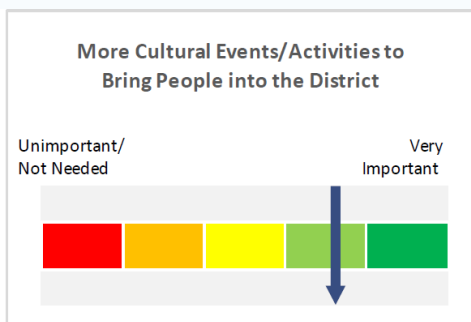 More Cultural Events/Activities to
Bring People into the District
Unimportant/
Not Needed
Very
Important